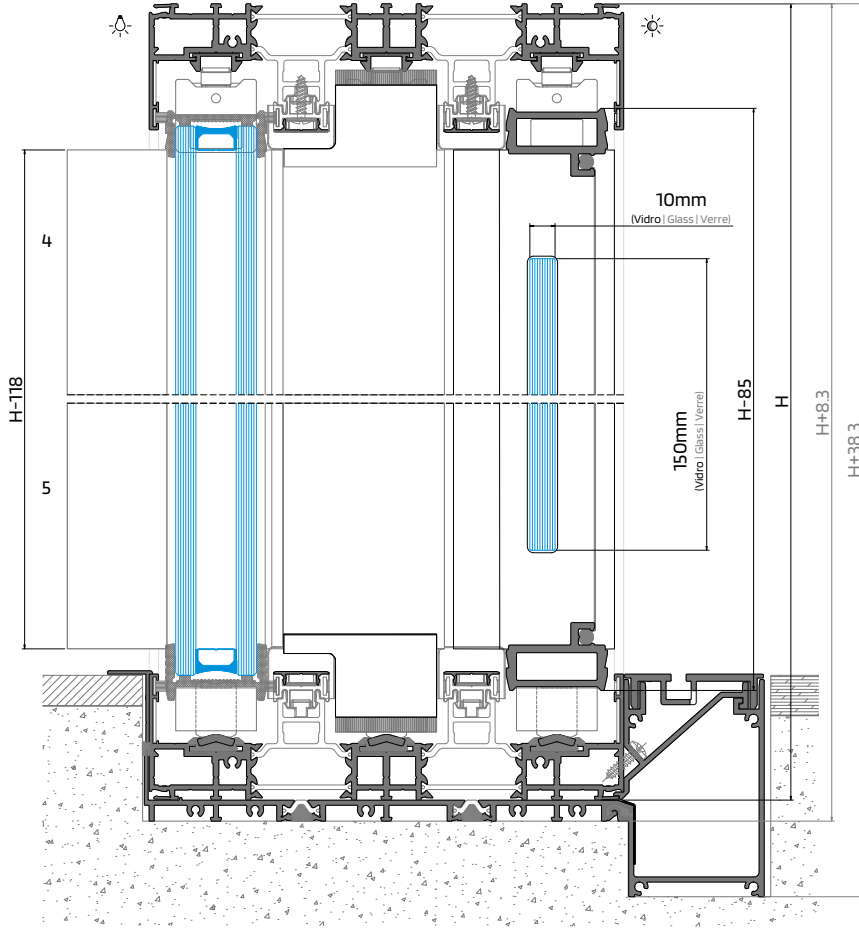 10mm
(Vidro | Glass | Verre)
4
H-118
5
150mm
(Vidro | Glass | Verre)
H-85
H
H+8.3
H+38.3